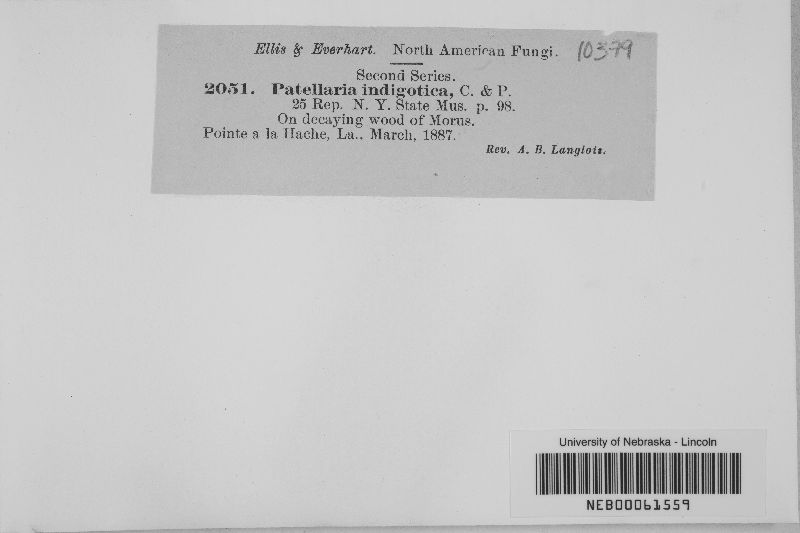 Ellis & Everhart. North American Fungi. 10379
Second Series.
2051. Patellaria indigotica, C. & P.
25 Rep. N. Y. State Mus. p. 98.
On decaying wood of Morus.
Pointe a la Hache, La., March, 1887.
Rev. A. B. Langlois.
University of Nebraska - Lincoln
NEB00061559